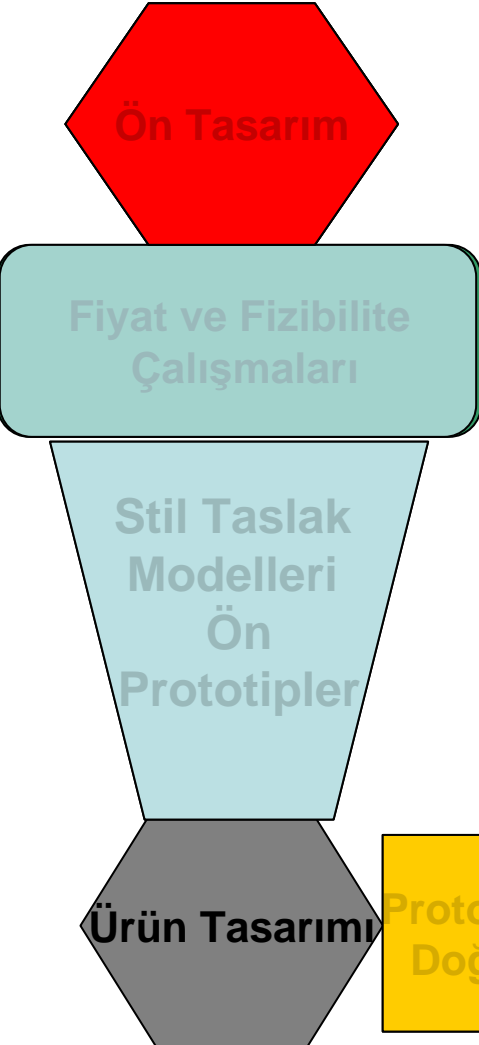 Ön Tasarım
Fiyat ve Fizibilite
Çalışmaları
Stil Taslak
Modelleri
Ön
Prototipler
Ürün Tasarımı